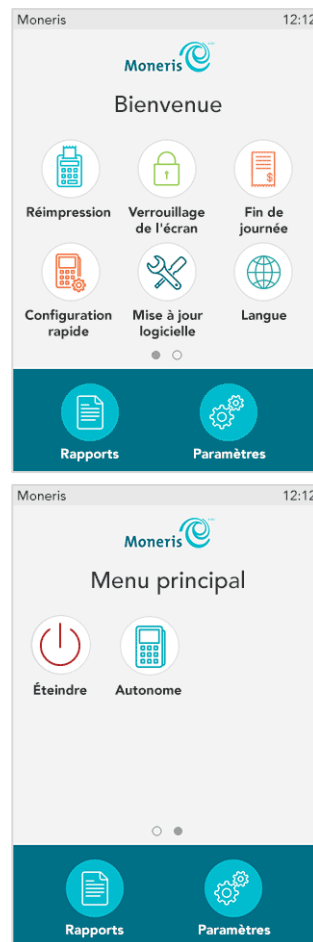 Moneris 12:12
Moneris
Bienvenue
Réimpression Verrouillage de l'écran Fin de journée
Configuration rapide Mise à jour logicielle Langue
Rapports Paramètres
Moneris 12:12
Moneris
Menu principal
Éteindre Autonome
Rapports Paramètres